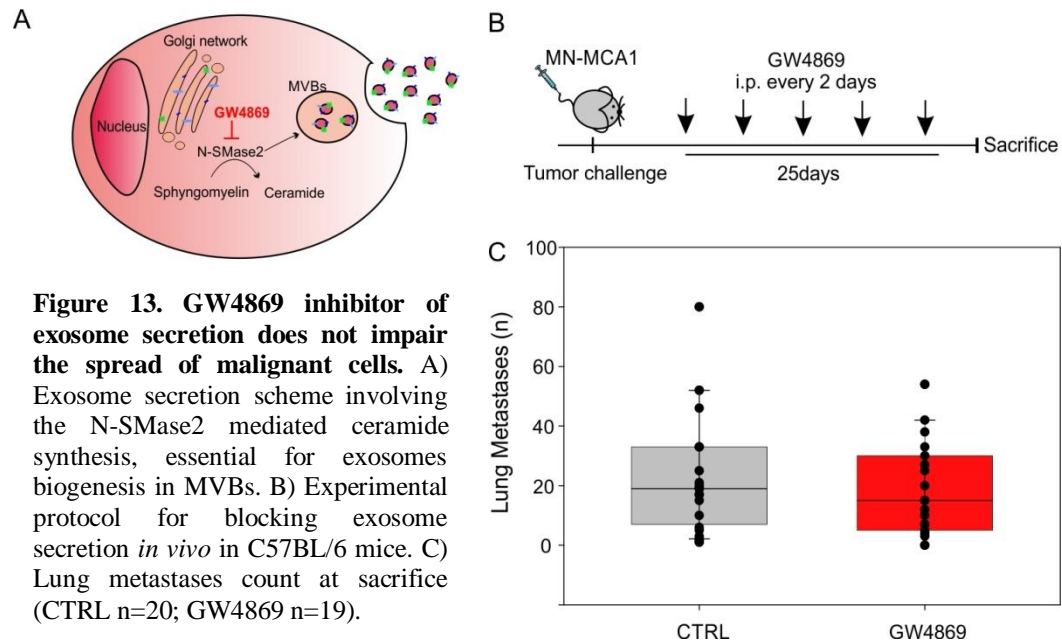 A
Golgi network
Nucleus
GW4869
N-SMase2
Sphyngomyelin
Ceramide
MVBs
B
MN-MCA1
GW4869
i.p. every 2 days
Tumor challenge
25days
Sacrifice
Figure 13. GW4869 inhibitor of
exosome secretion does not impair
the spread of malignant cells. A)
Exosome secretion scheme involving
the N-SMase2 mediated ceramide
synthesis, essential for exosomes
biogenesis in MVBs. B) Experimental
protocol for blocking exosome
secretion in vivo in C57BL/6 mice. C)
Lung metastases count at sacrifice
(CTRL n=20; GW4869 n=19).
C
Lung Metastases (n)
100
80
60
40
20
0
CTRL
GW4869